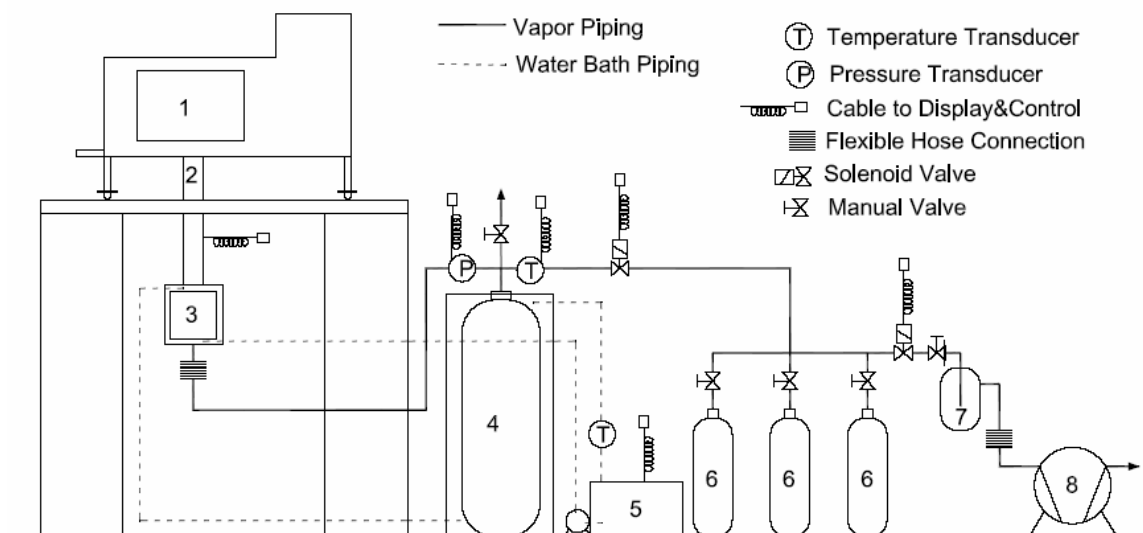 Vapor Piping
Water Bath Piping
T Temperature Transducer
P Pressure Transducer
Cable to Display&Control
Flexible Hose Connection
Solenoid Valve
Manual Valve
1
2
3
P
T
4
T
5
6
6
6
7
8